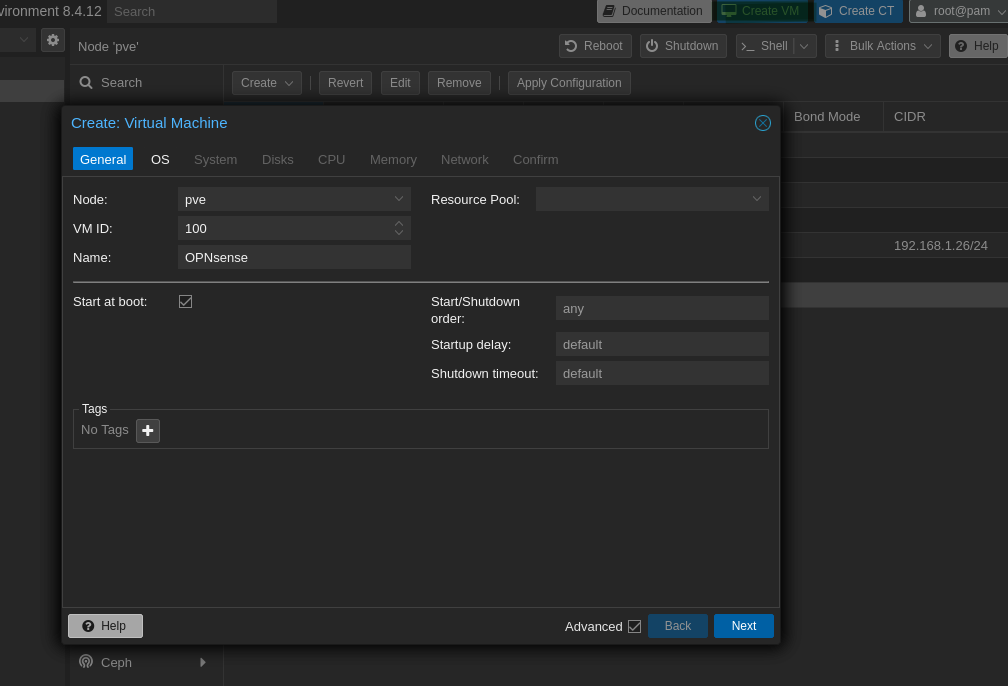 vironment 8.4.12 Search Documentation Create VM Create CT root@pam
Node 'pve' Reboot Shutdown >_ Shell Bulk Actions Help
Search Create Revert Edit Remove Apply Configuration
Bond Mode CIDR
Create: Virtual Machine
General OS System Disks CPU Memory Network Confirm
Node: pve Resource Pool:
VM ID: 100
Name: OPNsense
192.168.1.26/24
Start at boot: Start/Shutdown order: any
Startup delay: default
Shutdown timeout: default
Tags
No Tags
Help Advanced Back Next
Ceph